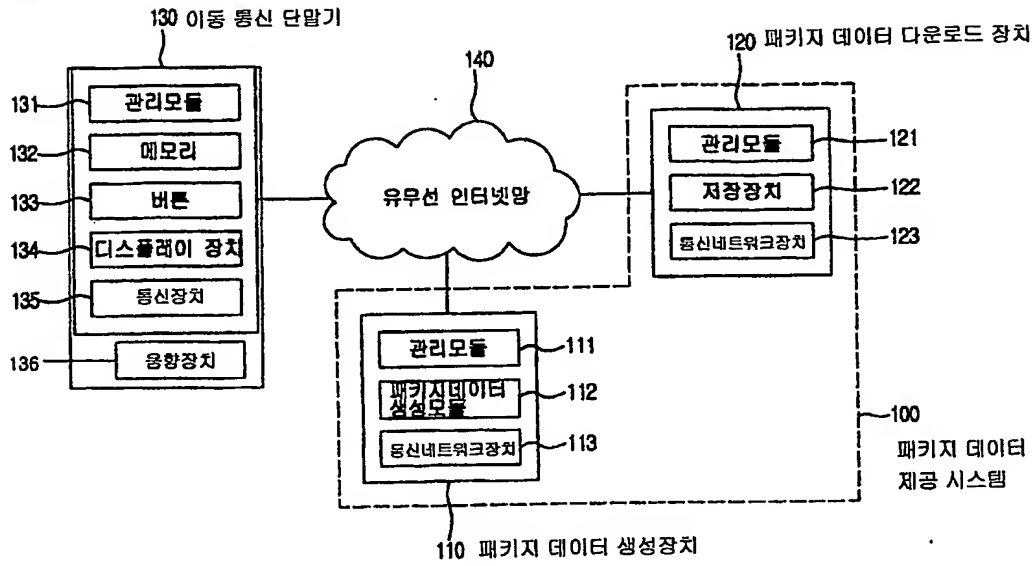 130 이동 통신 단말기
131 관리모듈
132 메모리
133 버튼
134 디스플레이 장치
135 통신장치
136 음향장치
140
유무선 인터넷망
120 패키지 데이터 다운로드 장치
관리모듈 121
저장장치 122
통신네트워크장치 123
관리모듈 111
패키지데이터
생성모듈 112
통신네트워크장치 113
110 패키지 데이터 생성장치
100
패키지 데이터
제공 시스템